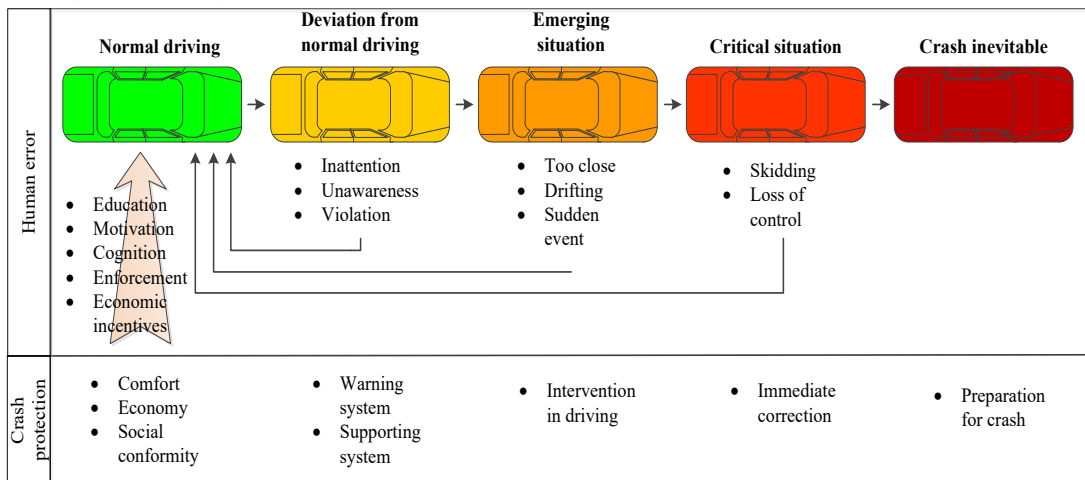 Normal driving
Deviation from
normal driving
Emerging
situation
Critical situation
Crash inevitable
Human error
• Education
• Motivation
• Cognition
• Enforcement
• Economic
incentives
• Inattention
• Unawareness
• Violation
• Too close
• Drifting
• Sudden
event
• Skidding
• Loss of
control
Crash
protection
• Comfort
• Economy
• Social
conformity
• Warning
system
• Supporting
system
• Intervention
in driving
• Immediate
correction
• Preparation
for crash